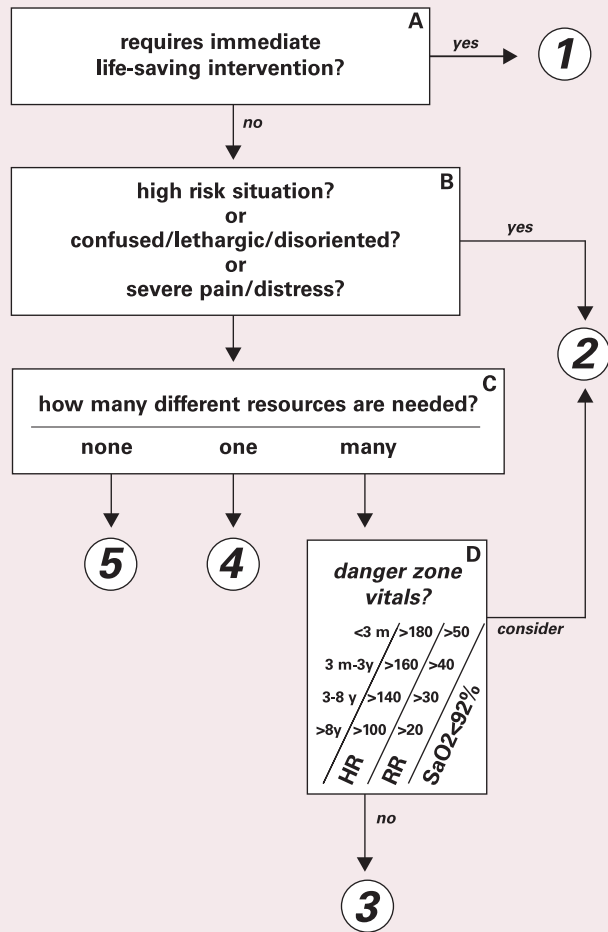 A
requires immediate
life-saving intervention?
yes
1
no
B
high risk situation?
or
confused/lethargic/disoriented?
or
severe pain/distress?
yes
2
C
how many different resources are needed?
none one many
5 4
D
danger zone
vitals?
consider
<3 m >180 >50
3 m-3y >160 >40
3-8 y >140 >30
>8y >100 >20
HR RR SaO2<92%
no
3